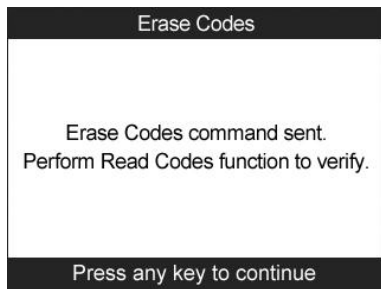 Erase Codes
Erase Codes command sent.
Perform Read Codes function to verify.
Press any key to continue